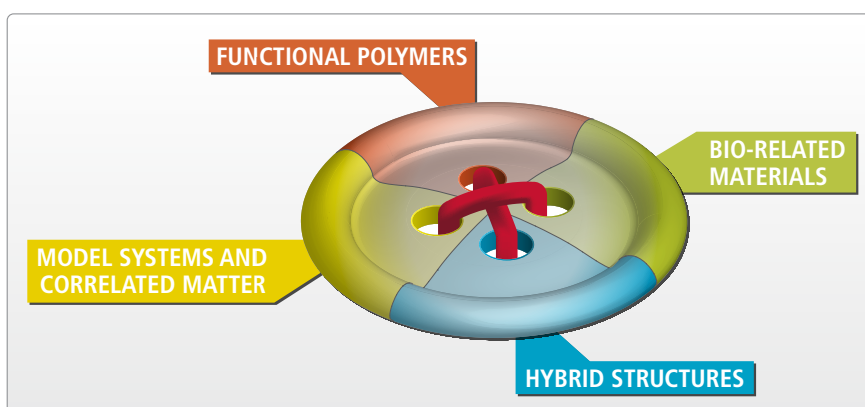 FUNCTIONAL POLYMERS
BIO-RELATED
MATERIALS
MODEL SYSTEMS AND
CORRELATED MATTER
HYBRID STRUCTURES